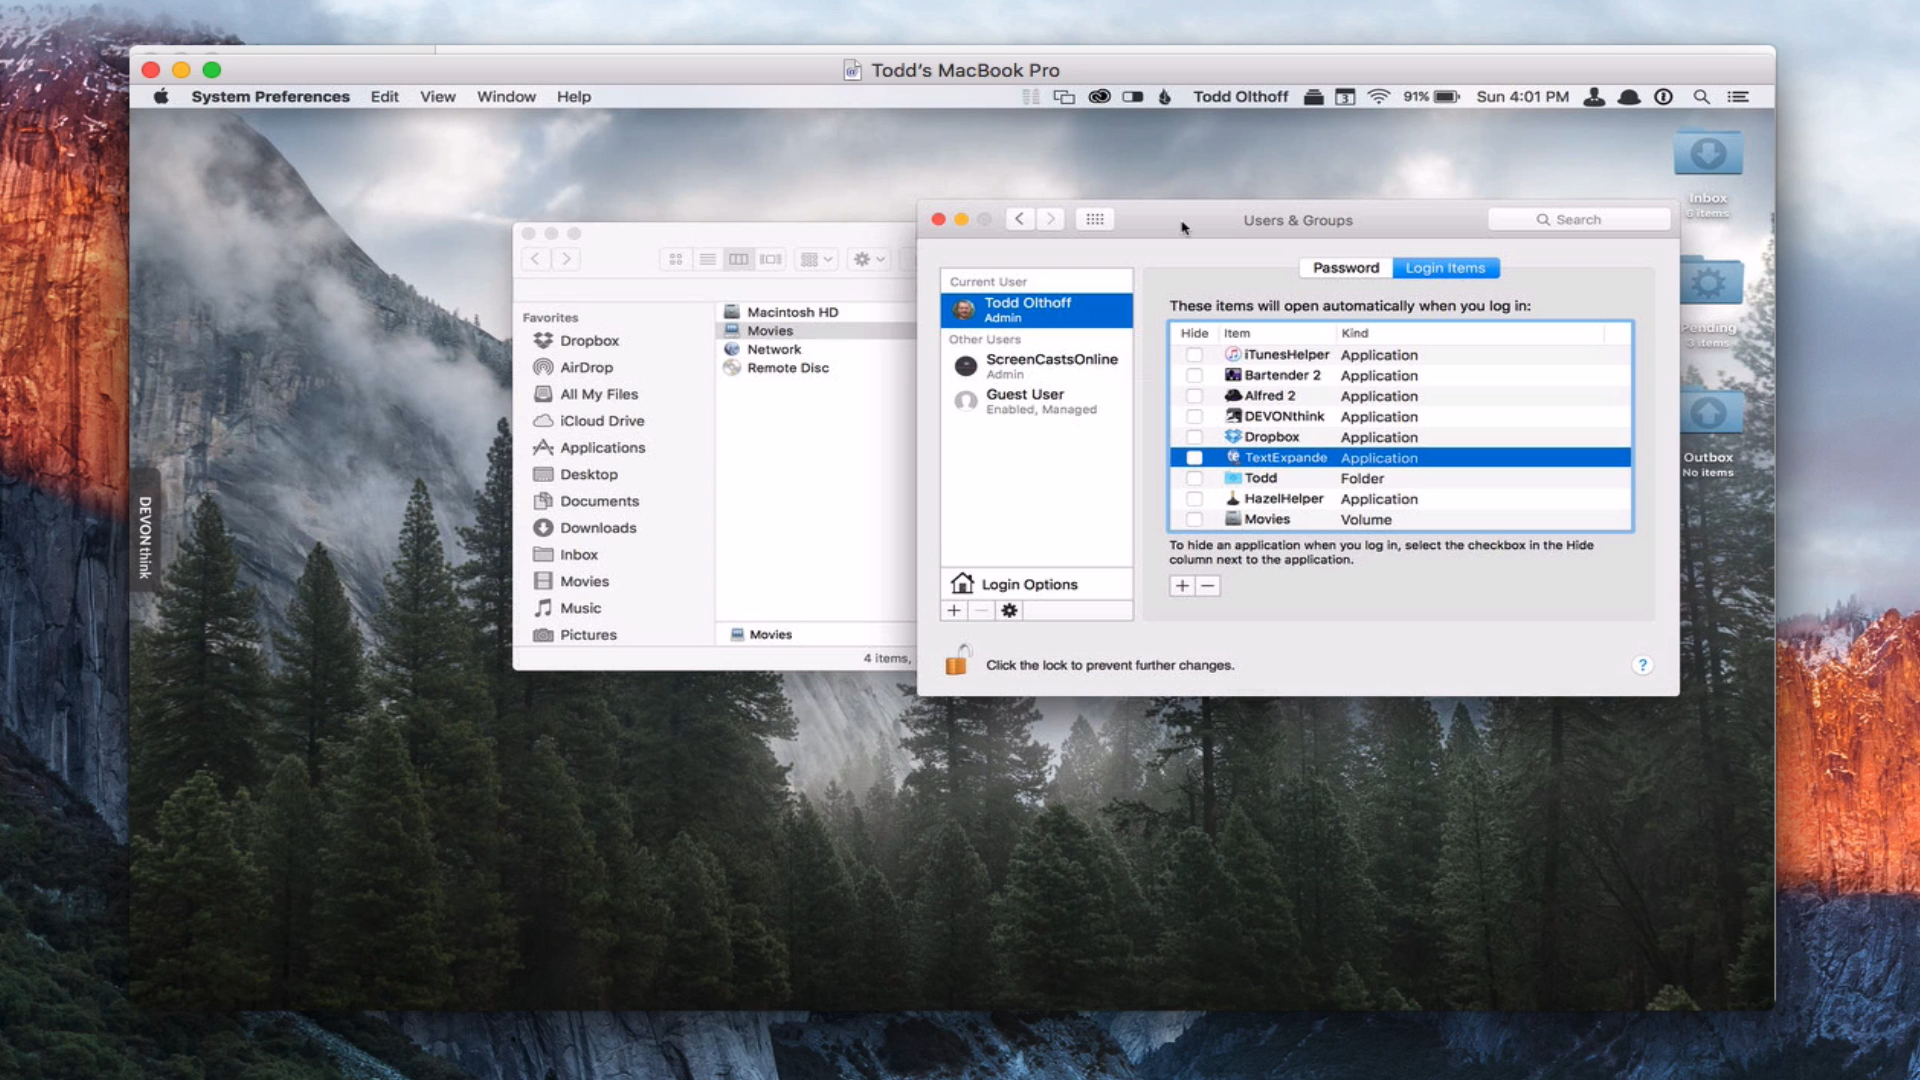 Todd's MacBook Pro
System Preferences Edit View Window Help
Todd Olthoff 3 91% Sun 4:01 PM
Inbox
6 items
Pending
3 items
Outbox
No items
DEVONthink
Favorites
Dropbox
AirDrop
All My Files
iCloud Drive
Applications
Desktop
Documents
Downloads
Inbox
Movies
Music
Pictures
Macintosh HD
Movies
Network
Remote Disc
Movies
4 items,
Users & Groups
Search
Current User
Todd Olthoff
Admin
Other Users
ScreenCastsOnline
Admin
Guest User
Enabled, Managed
Login Options
Password Login Items
These items will open automatically when you log in:
Hide Item Kind
iTunesHelper Application
Bartender 2 Application
Alfred 2 Application
DEVONthink Application
Dropbox Application
TextExpande Application
Todd Folder
HazelHelper Application
Movies Volume
To hide an application when you log in, select the checkbox in the Hide
column next to the application.
Click the lock to prevent further changes.
?